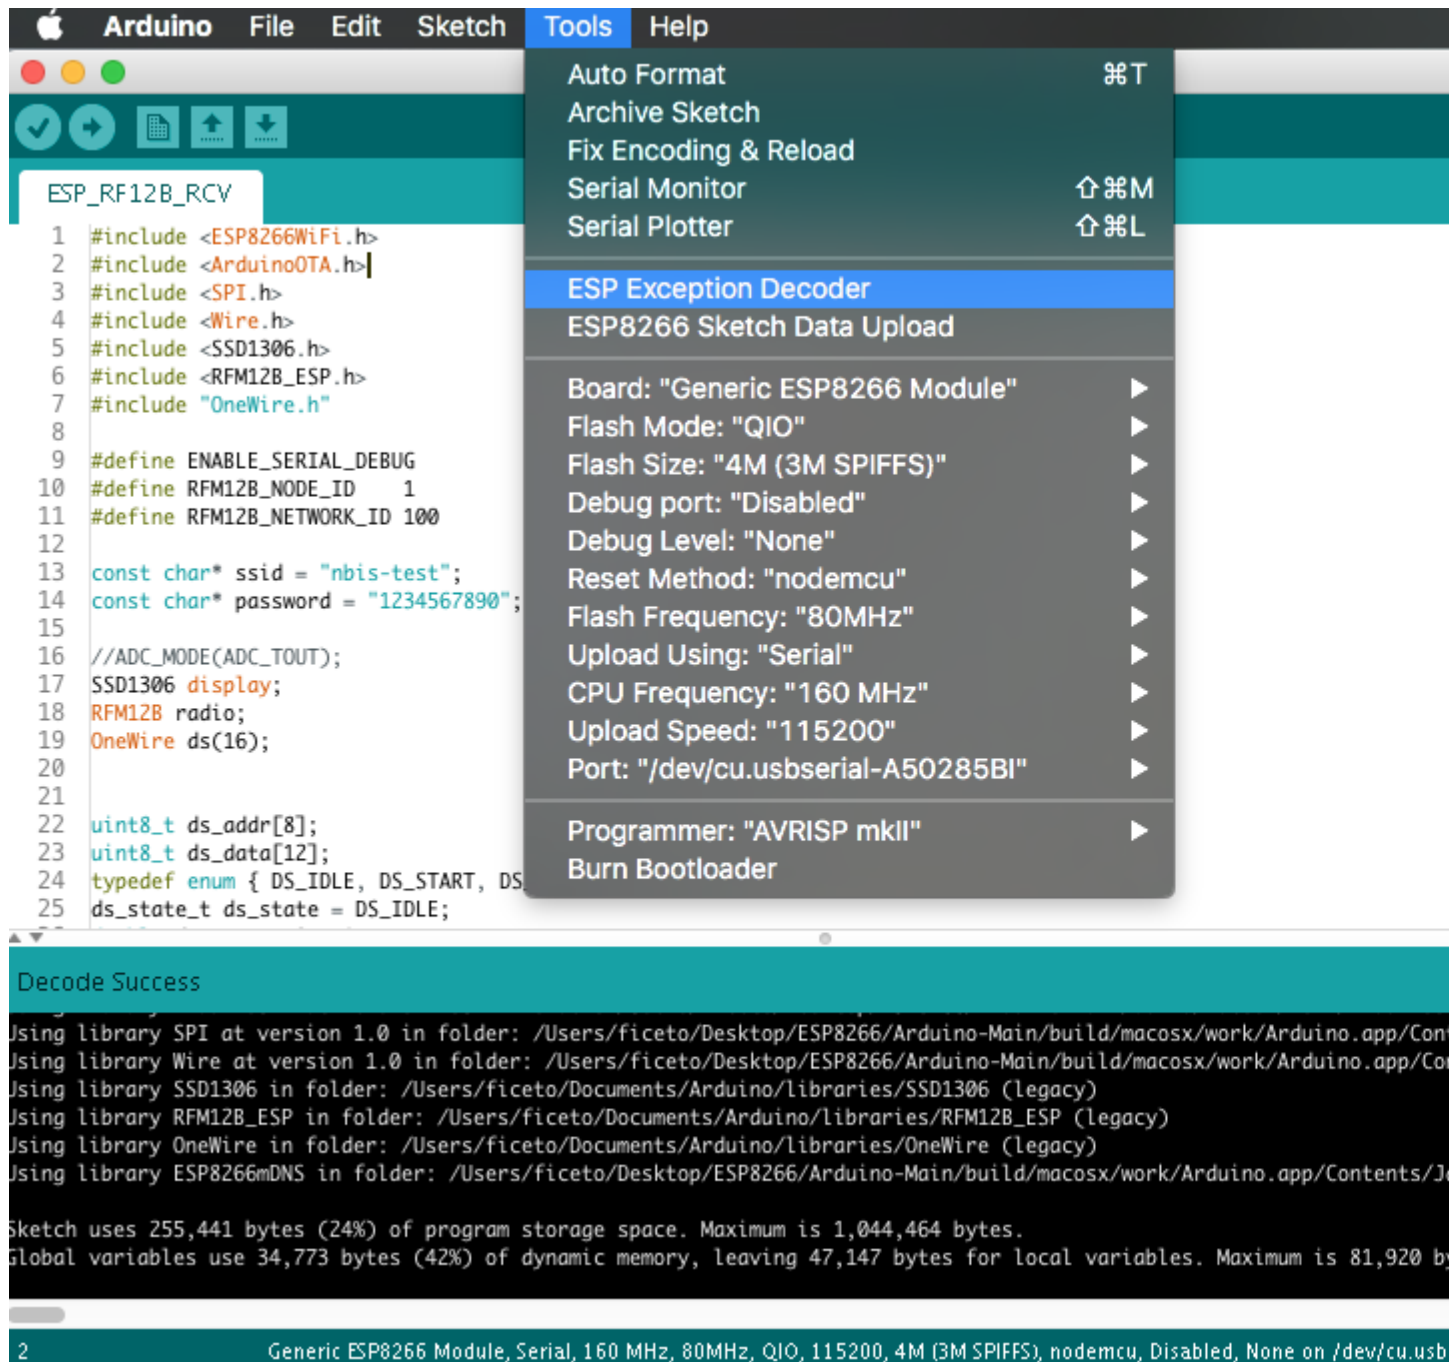 Arduino File Edit Sketch Tools Help
Auto Format ⌘T
Archive Sketch
Fix Encoding & Reload
Serial Monitor ⇧⌘M
Serial Plotter ⇧⌘L
ESP Exception Decoder
ESP8266 Sketch Data Upload
Board: "Generic ESP8266 Module"
Flash Mode: "QIO"
Flash Size: "4M (3M SPIFFS)"
Debug port: "Disabled"
Debug Level: "None"
Reset Method: "nodemcu"
Flash Frequency: "80MHz"
Upload Using: "Serial"
CPU Frequency: "160 MHz"
Upload Speed: "115200"
Port: "/dev/cu.usbserial-A50285BI"
Programmer: "AVRISP mkII"
Burn Bootloader
ESP_RF12B_RCV
1 #include <ESP8266WiFi.h>
2 #include <ArduinoOTA.h>
3 #include <SPI.h>
4 #include <Wire.h>
5 #include <SSD1306.h>
6 #include <RFM12B_ESP.h>
7 #include "OneWire.h"
8
9 #define ENABLE_SERIAL_DEBUG
10 #define RFM12B_NODE_ID 1
11 #define RFM12B_NETWORK_ID 100
12
13 const char* ssid = "nbis-test";
14 const char* password = "1234567890";
15
16 //ADC_MODE(ADC_TOUT);
17 SSD1306 display;
18 RFM12B radio;
19 OneWire ds(16);
20
21
22 uint8_t ds_addr[8];
23 uint8_t ds_data[12];
24 typedef enum { DS_IDLE, DS_START, DS
25 ds_state_t ds_state = DS_IDLE;
Decode Success
Using library SPI at version 1.0 in folder: /Users/ficeto/Desktop/ESP8266/Arduino-Main/build/macosx/work/Arduino.app/Con
Using library Wire at version 1.0 in folder: /Users/ficeto/Desktop/ESP8266/Arduino-Main/build/macosx/work/Arduino.app/Co
Using library SSD1306 in folder: /Users/ficeto/Documents/Arduino/libraries/SSD1306 (legacy)
Using library RFM12B_ESP in folder: /Users/ficeto/Documents/Arduino/libraries/RFM12B_ESP (legacy)
Using library OneWire in folder: /Users/ficeto/Documents/Arduino/libraries/OneWire (legacy)
Using library ESP8266mDNS in folder: /Users/ficeto/Desktop/ESP8266/Arduino-Main/build/macosx/work/Arduino.app/Contents/J
Sketch uses 255,441 bytes (24%) of program storage space. Maximum is 1,044,464 bytes.
Global variables use 34,773 bytes (42%) of dynamic memory, leaving 47,147 bytes for local variables. Maximum is 81,920 by
2 Generic ESP8266 Module, Serial, 160 MHz, 80MHz, QIO, 115200, 4M (3M SPIFFS), nodemcu, Disabled, None on /dev/cu.usb